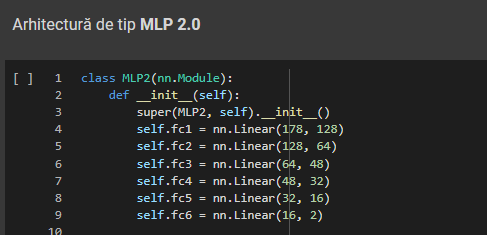 Arhitectură de tip MLP 2.0
[ ] 1 class MLP2(nn.Module):
2 def __init__(self):
3 super(MLP2, self).__init__()
4 self.fc1 = nn.Linear(178, 128)
5 self.fc2 = nn.Linear(128, 64)
6 self.fc3 = nn.Linear(64, 48)
7 self.fc4 = nn.Linear(48, 32)
8 self.fc5 = nn.Linear(32, 16)
9 self.fc6 = nn.Linear(16, 2)
10